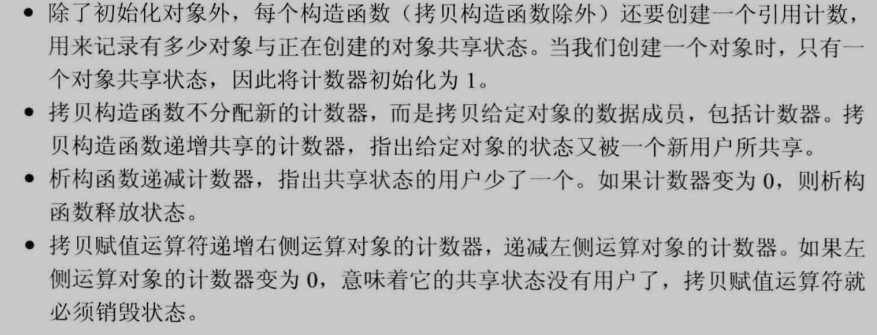 ● 除了初始化对象外，每个构造函数（拷贝构造函数除外）还要创建一个引用计数，
用来记录有多少对象与正在创建的对象共享状态。当我们创建一个对象时，只有一
个对象共享状态，因此将计数器初始化为 1。
● 拷贝构造函数不分配新的计数器，而是拷贝给定对象的数据成员，包括计数器。拷
贝构造函数递增共享的计数器，指出给定对象的状态又被一个新用户所共享。
● 析构函数递减计数器，指出共享状态的用户少了一个。如果计数器变为 0，则析构
函数释放状态。
● 拷贝赋值运算符递增右侧运算对象的计数器，递减左侧运算对象的计数器。如果左
侧运算对象的计数器变为 0，意味着它的共享状态没有用户了，拷贝赋值运算符就
必须销毁状态。